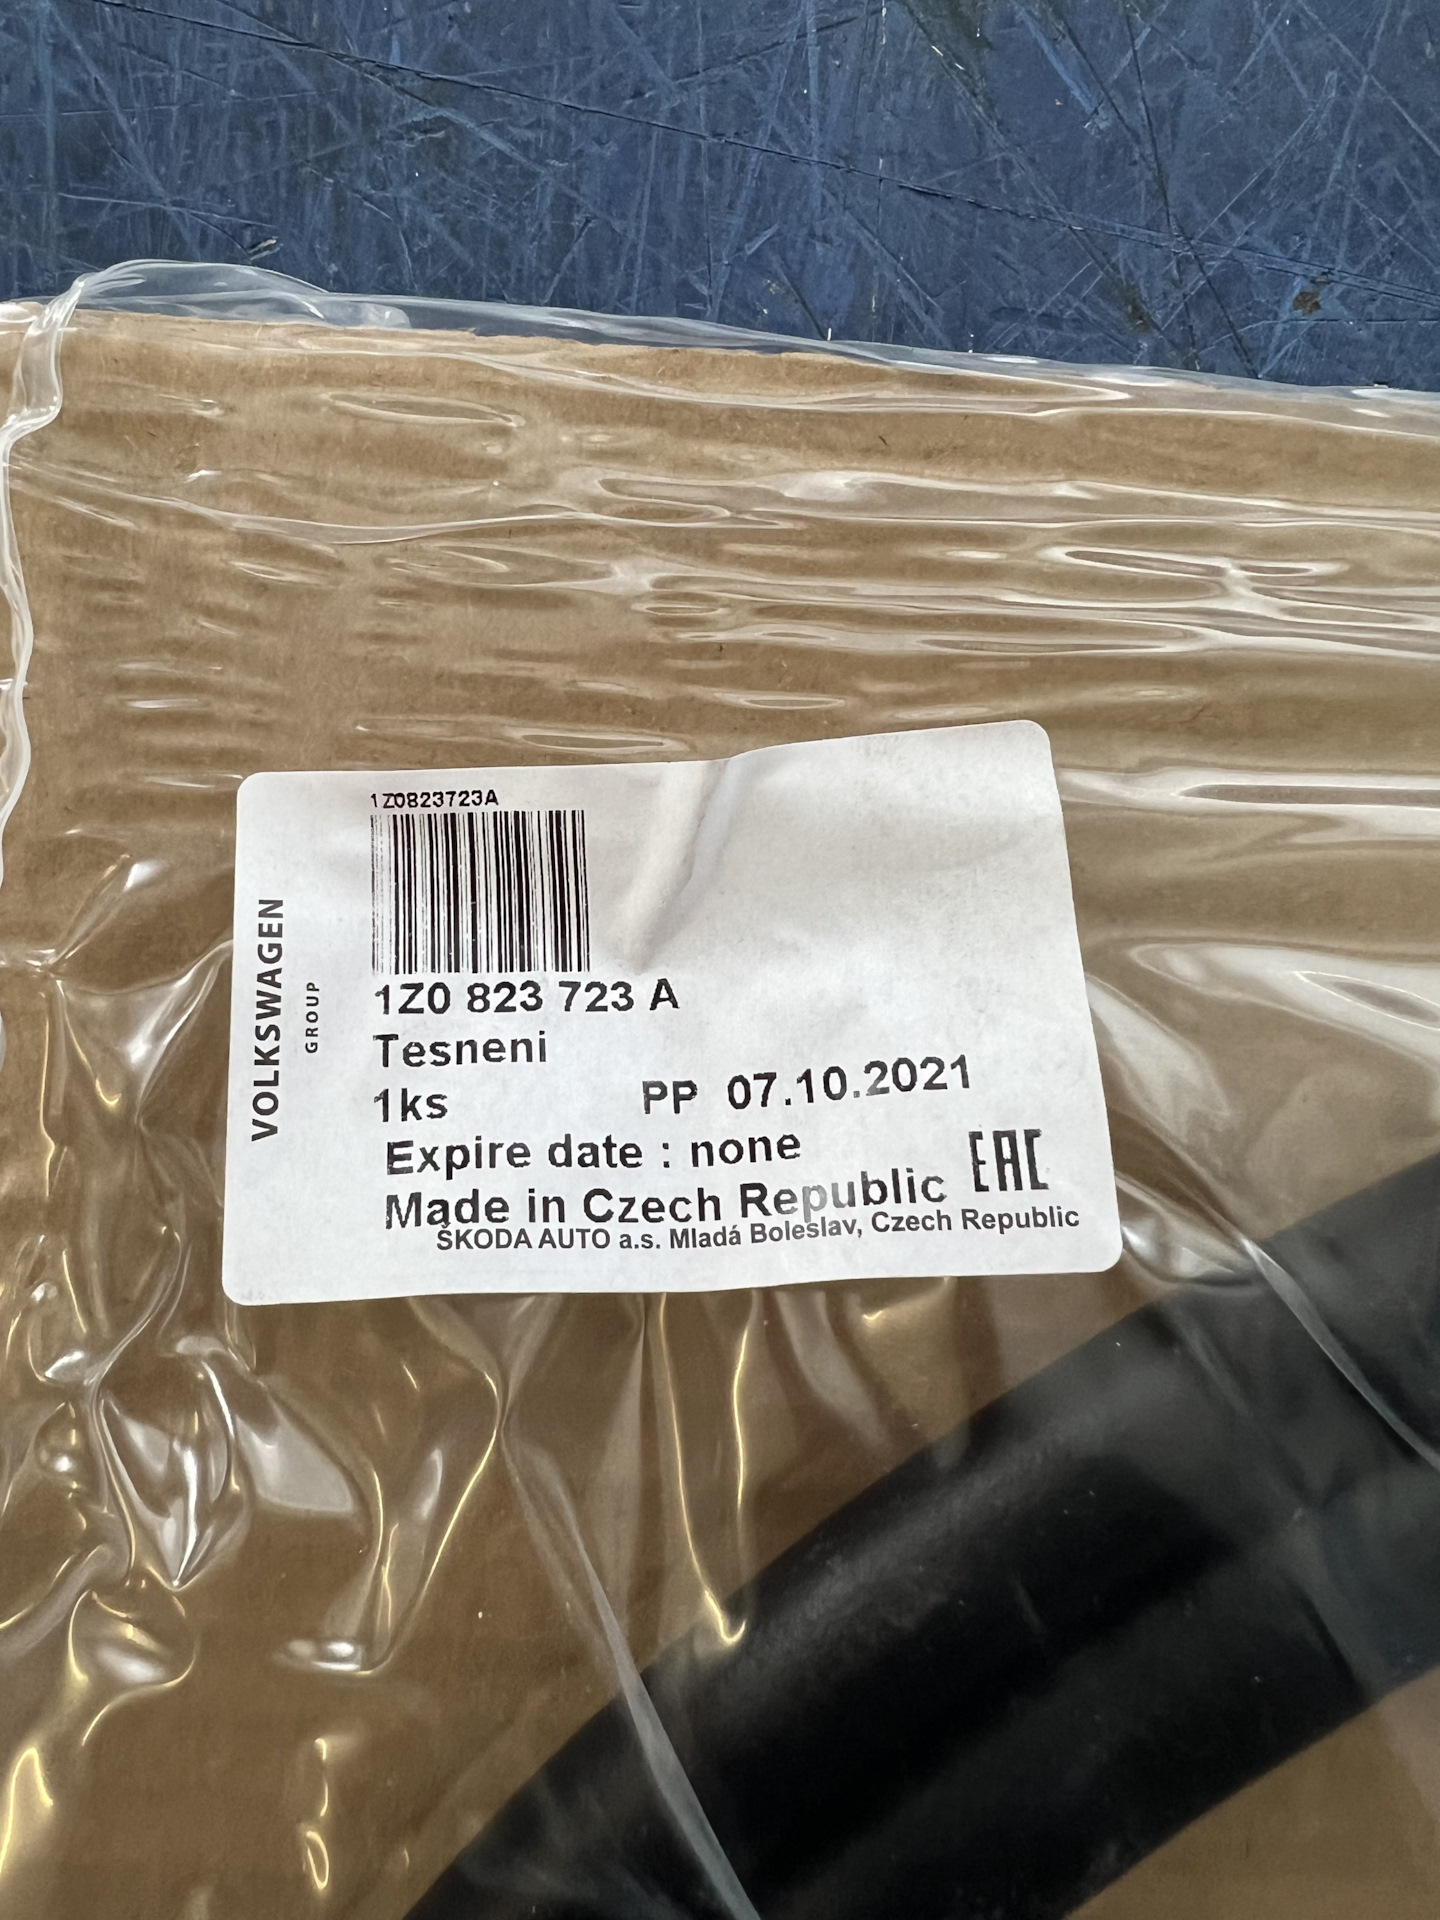 1Z0823723A
1Z0 823 723 A
Tesneni
1ks PP 07.10.2021
Expire date : none
Made in Czech Republic EAC
ŠKODA AUTO a.s. Mladá Boleslav, Czech Republic
VOLKSWAGEN
GROUP